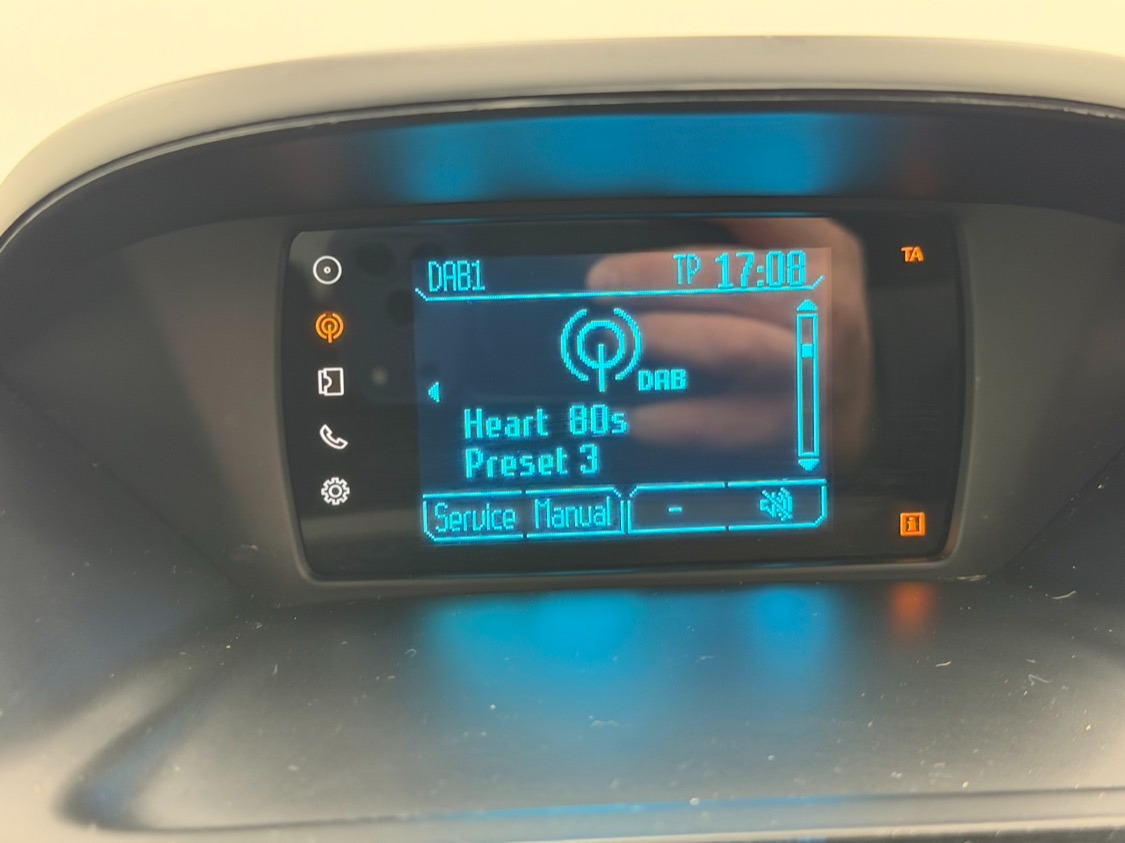 DAB1 TP 17:08
TA
DAB
Heart 80s
Preset 3
Service Manual -
i